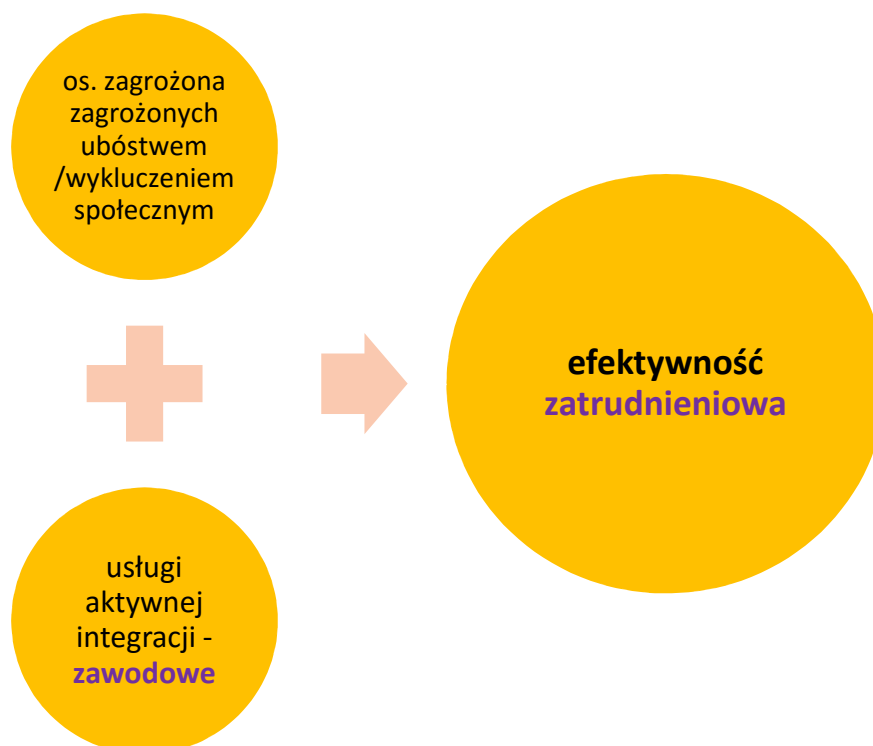 os. zagrożona
zagrożonych
ubóstwem
/wykluczeniem
społecznym
efektywność
zatrudnieniowa
usługi
aktywnej
integracji -
zawodowe